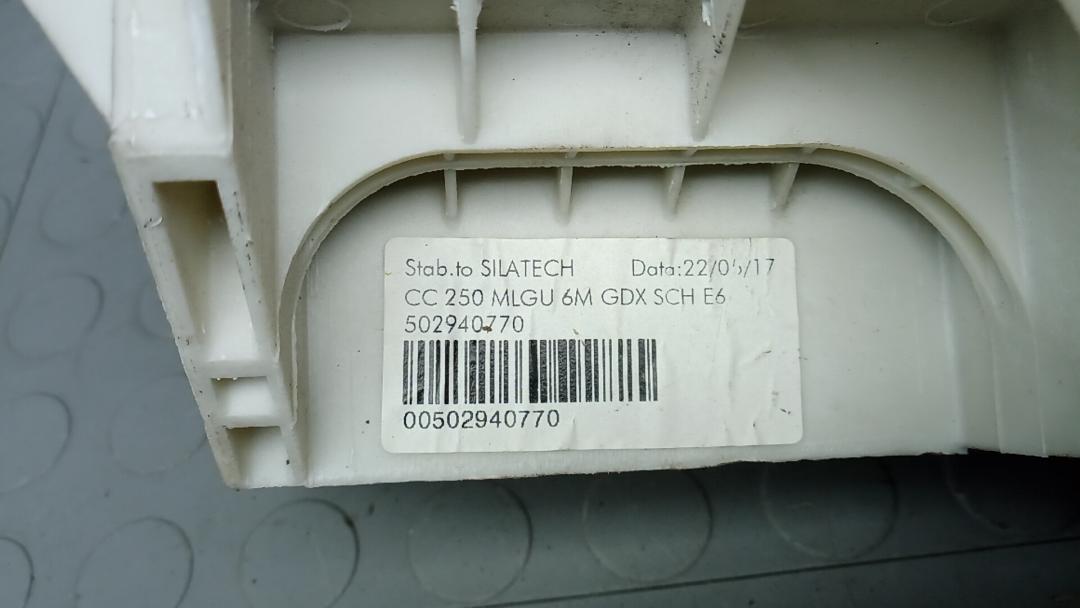 Stab.to SILATECH Data:22/05/17
CC 250 MLGU 6M GDX SCH E6
502940770
00502940770